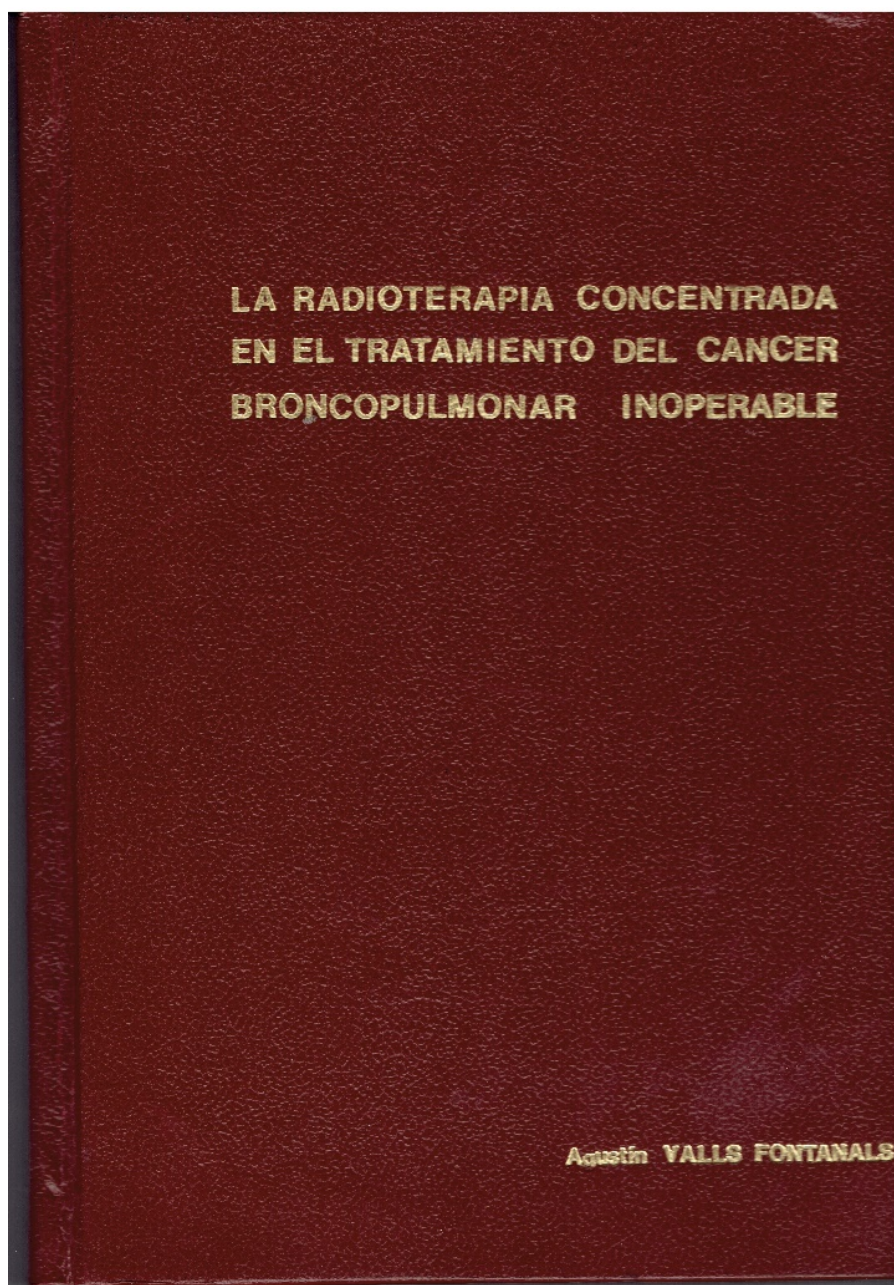 LA RADIOTERAPIA CONCENTRADA
EN EL TRATAMIENTO DEL CANCER
BRONCOPULMONAR INOPERABLE
Agustín VALLS FONTANALS